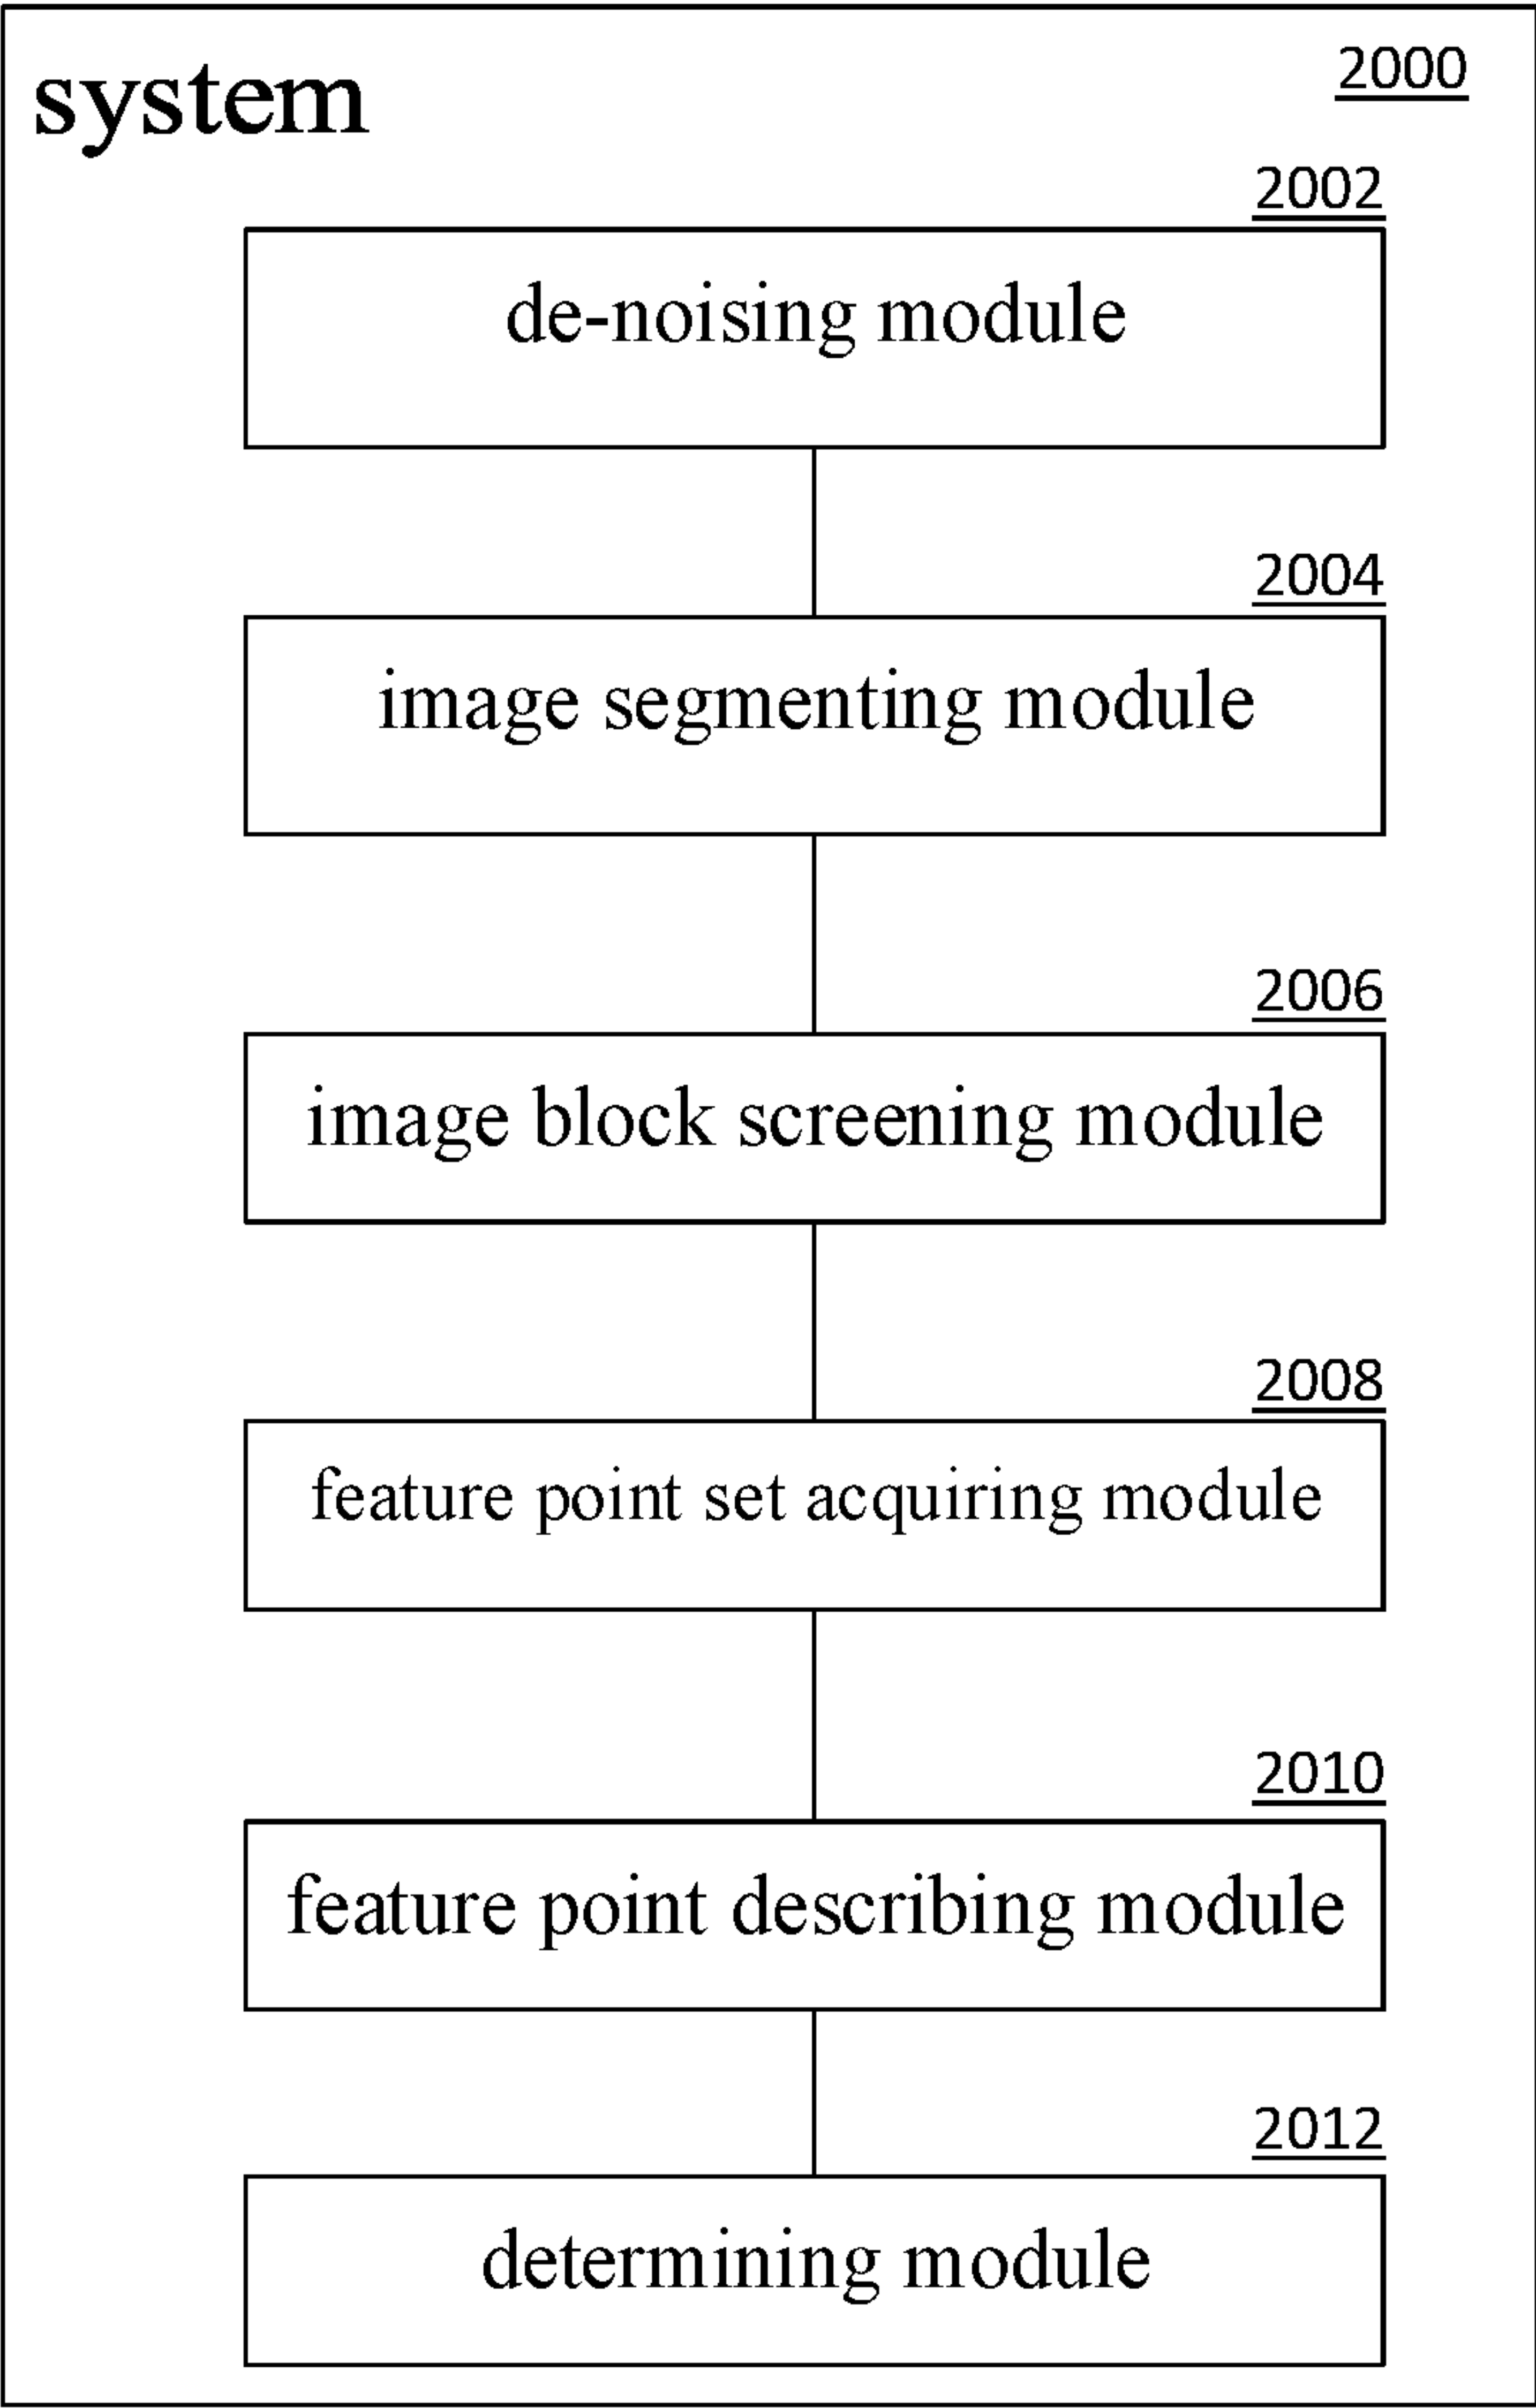 system
2000
2002
de-noising module
2004
image segmenting module
2006
image block screening module
2008
feature point set acquiring module
2010
feature point describing module
2012
determining module